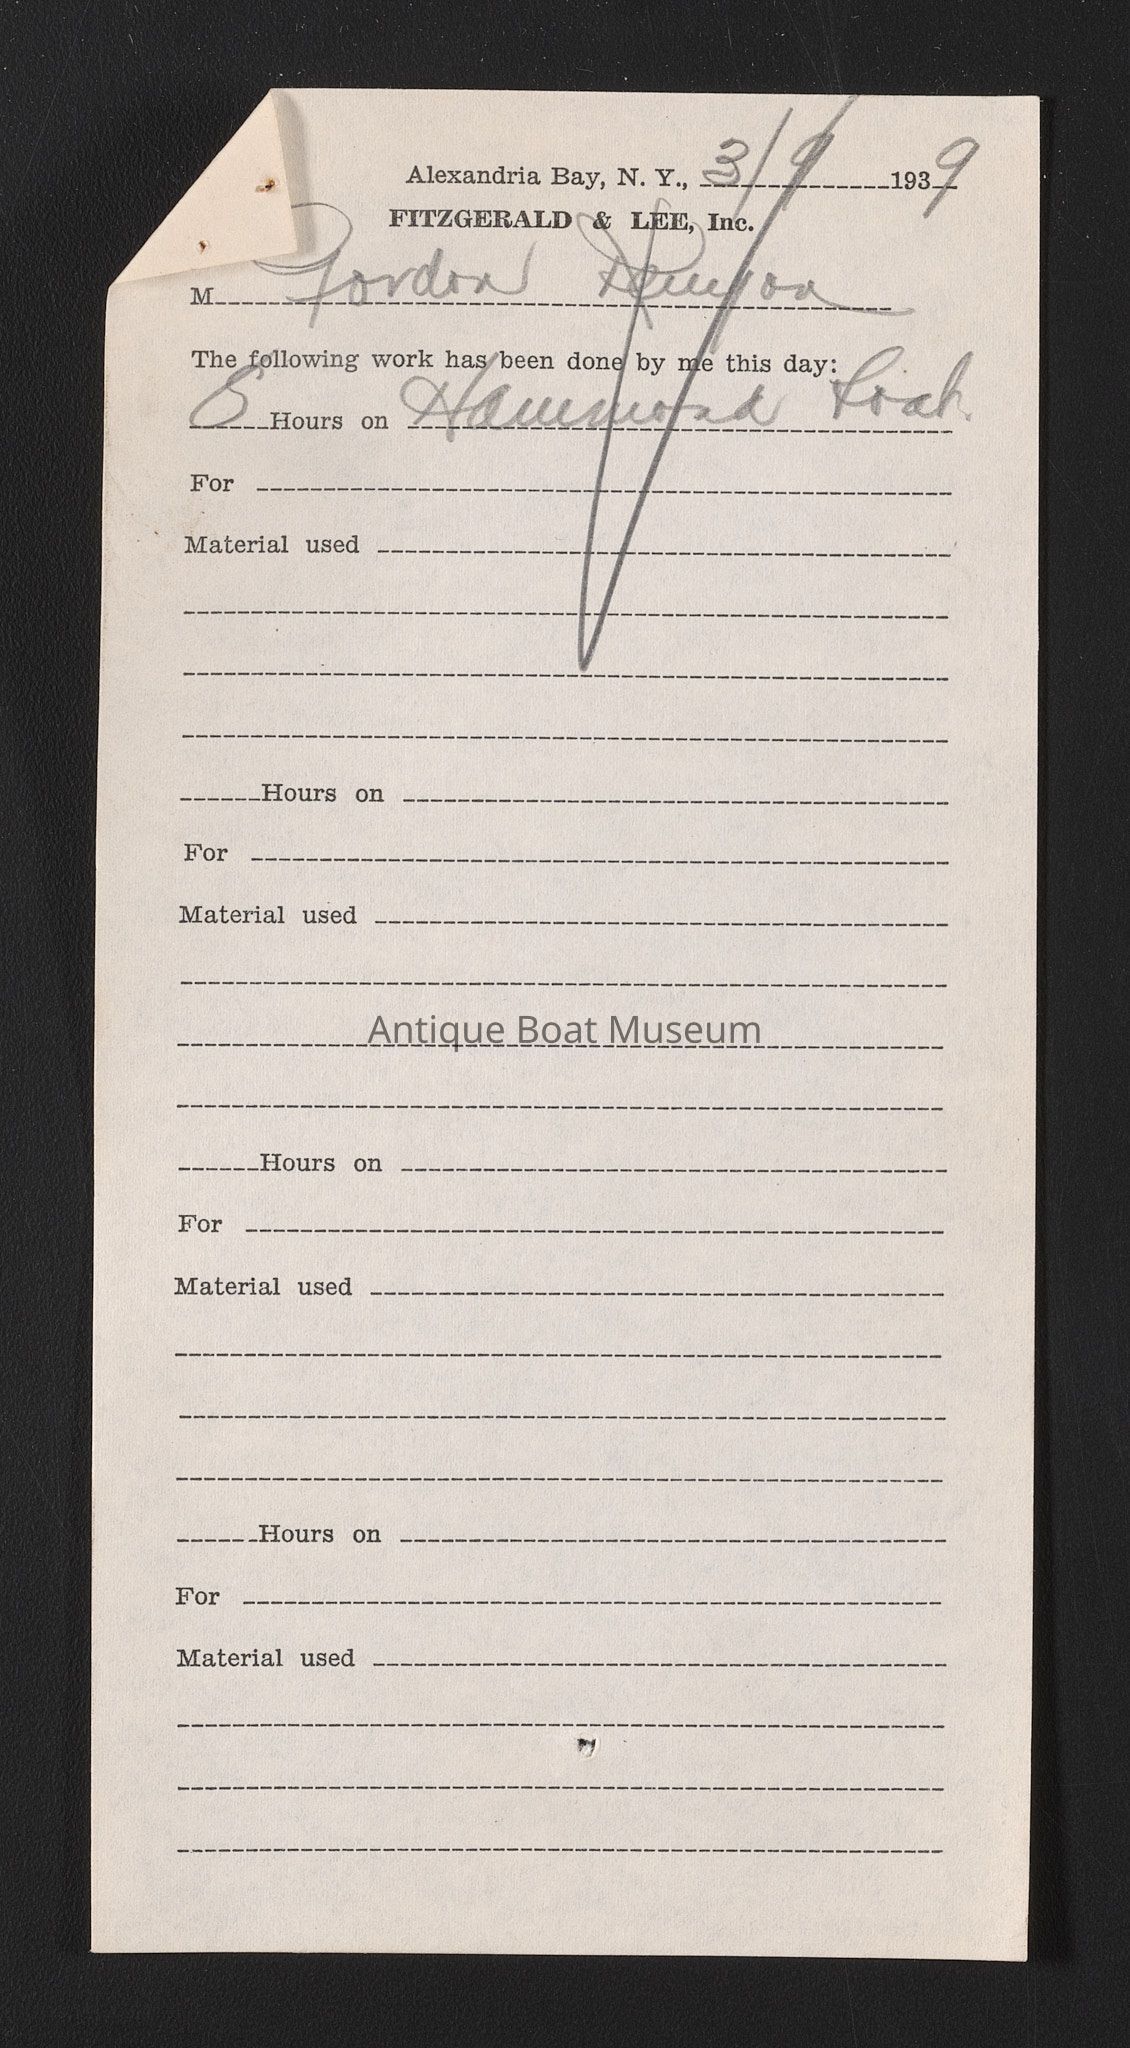 Alexandria Bay, N. Y., 3/9 1939
FITZGERALD & LEE, Inc.
M Gordon Kenyon
The following work has been done by me this day:
8 Hours on Hammond Boat
For
Material used
Hours on
For
Material used
Antique Boat Museum
Hours on
For
Material used
Hours on
For
Material used